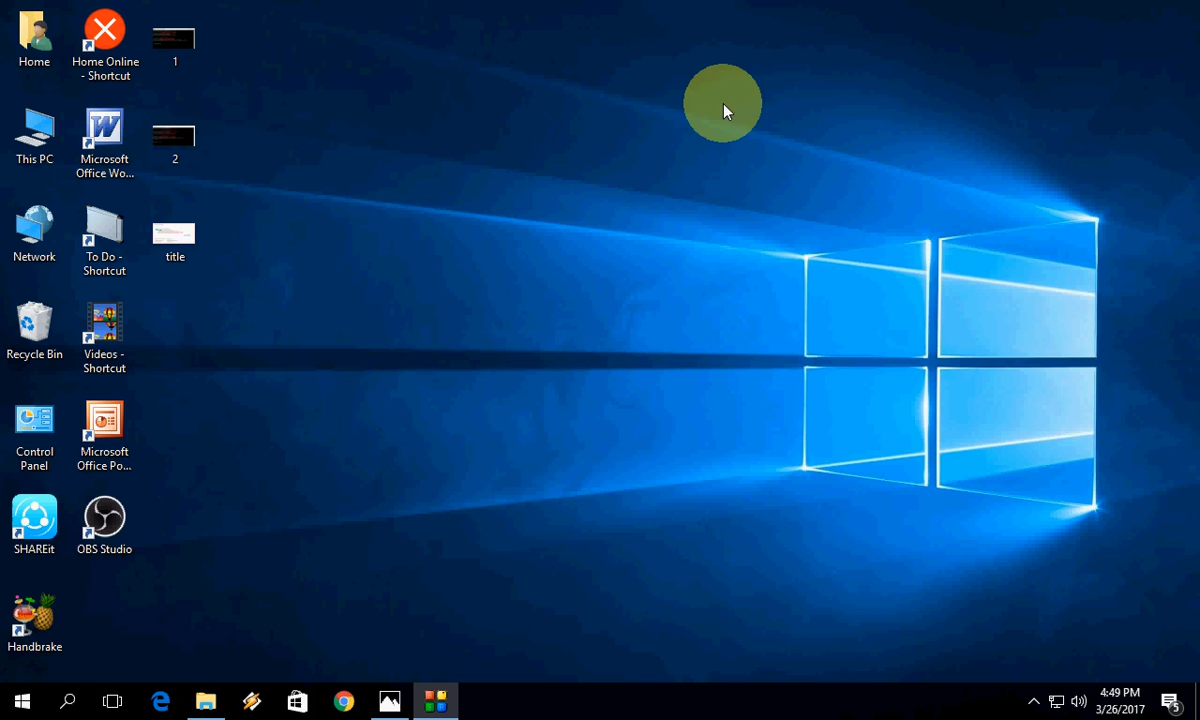 Home
Home Online
- Shortcut
1
This PC
Microsoft
Office Wo...
2
Network
To Do -
Shortcut
title
Recycle Bin
Videos -
Shortcut
Control
Panel
Microsoft
Office Po...
SHAREit
OBS Studio
Handbrake
4:49 PM
3/26/2017
5